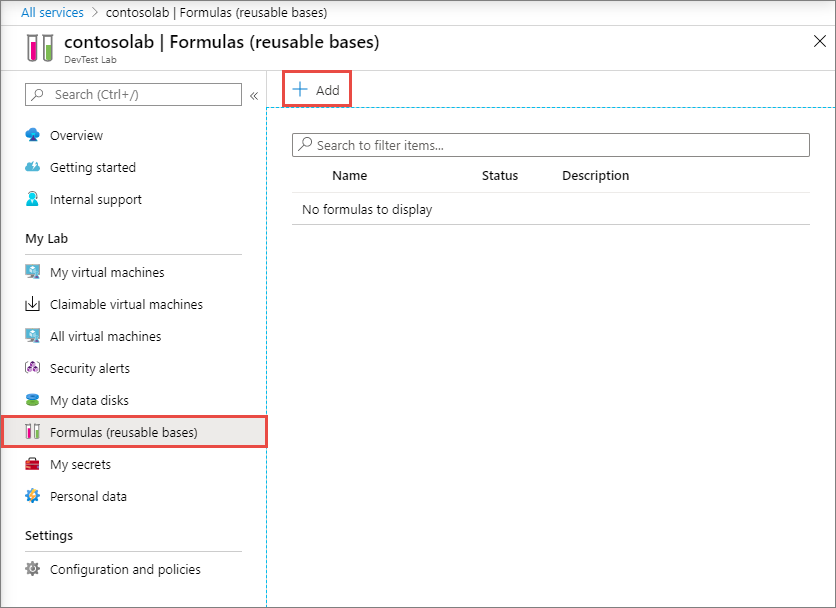 All services > contosolab | Formulas (reusable bases)
contosolab | Formulas (reusable bases)
DevTest Lab
Search (Ctrl+/)
«
Overview
Getting started
Internal support
My Lab
My virtual machines
Claimable virtual machines
All virtual machines
Security alerts
My data disks
Formulas (reusable bases)
My secrets
Personal data
Settings
Configuration and policies
+ Add
Search to filter items...
Name Status Description
No formulas to display